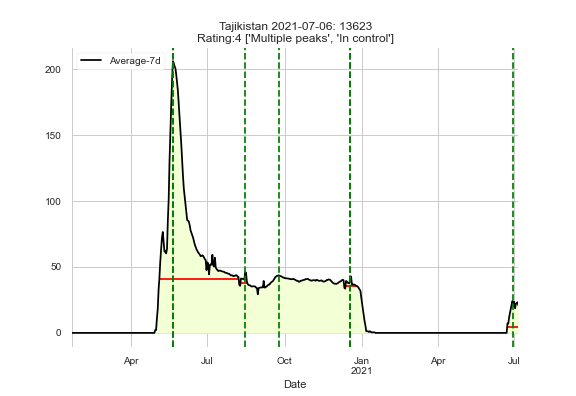 Tajikistan 2021-07-06: 13623
Rating:4 ['Multiple peaks', 'In control']
Average-7d
200
150
100
50
0
Apr Jul Oct Jan Apr Jul
2021
Date